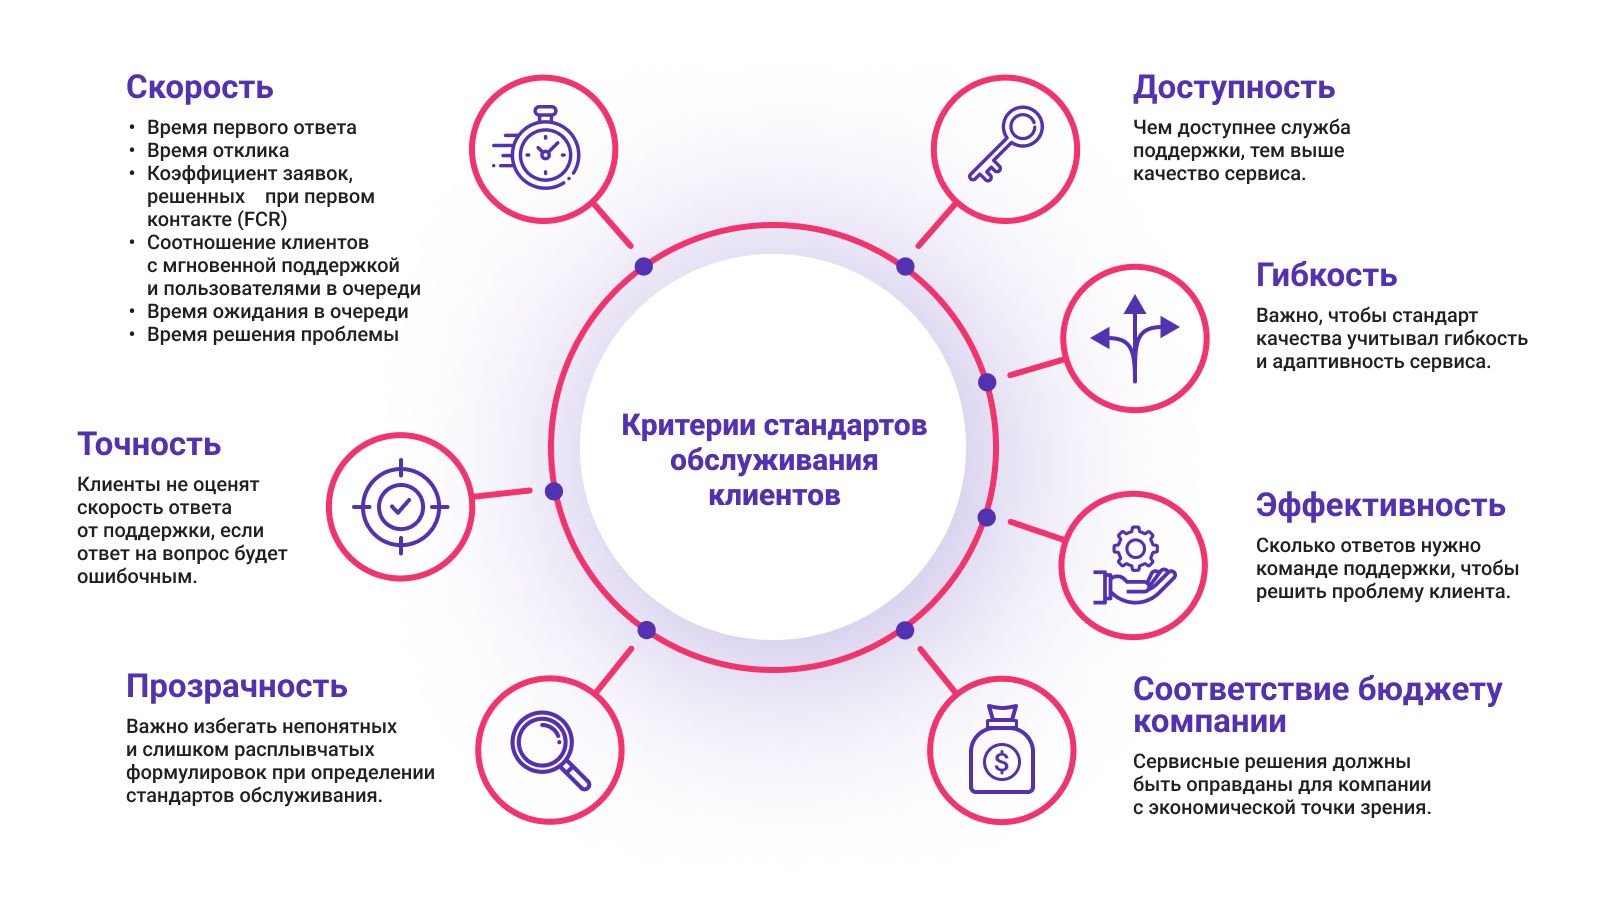 Скорость
• Время первого ответа
• Время отклика
• Коэффициент заявок,
решенных при первом
контакте (FCR)
• Соотношение клиентов
с мгновенной поддержкой
и пользователями в очереди
• Время ожидания в очереди
• Время решения проблемы
Точность
Клиенты не оценят
скорость ответа
от поддержки, если
ответ на вопрос будет
ошибочным.
Прозрачность
Важно избегать непонятных
и слишком расплывчатых
формулировок при определении
стандартов обслуживания.
Критерии стандартов
обслуживания
клиентов
Доступность
Чем доступнее служба
поддержки, тем выше
качество сервиса.
Гибкость
Важно, чтобы стандарт
качества учитывал гибкость
и адаптивность сервиса.
Эффективность
Сколько ответов нужно
команде поддержки, чтобы
решить проблему клиента.
$
Соответствие бюджету
компании
Сервисные решения должны
быть оправданы для компании
с экономической точки зрения.